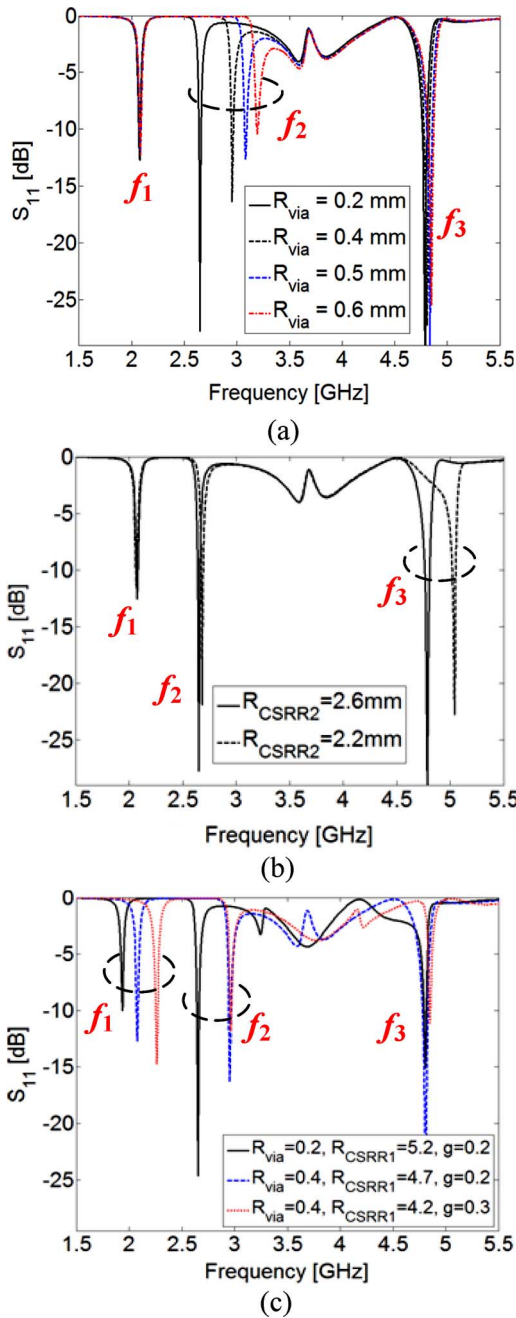 0
-5
-10
-15
-20
-25
S11 [dB]
f1
f2
f3
Rvia = 0.2 mm
Rvia = 0.4 mm
Rvia = 0.5 mm
Rvia = 0.6 mm
1.5 2 2.5 3 3.5 4 4.5 5 5.5
Frequency [GHz]
(a)
0
-5
-10
-15
-20
-25
S11 [dB]
f1
f2
f3
RCSRR2=2.6mm
RCSRR2=2.2mm
1.5 2 2.5 3 3.5 4 4.5 5 5.5
Frequency [GHz]
(b)
0
-5
-10
-15
-20
-25
S11 [dB]
f1
f2
f3
Rvia=0.2, RCSRR1=5.2, g=0.2
Rvia=0.4, RCSRR1=4.7, g=0.2
Rvia=0.4, RCSRR1=4.2, g=0.3
1.5 2 2.5 3 3.5 4 4.5 5 5.5
Frequency [GHz]
(c)